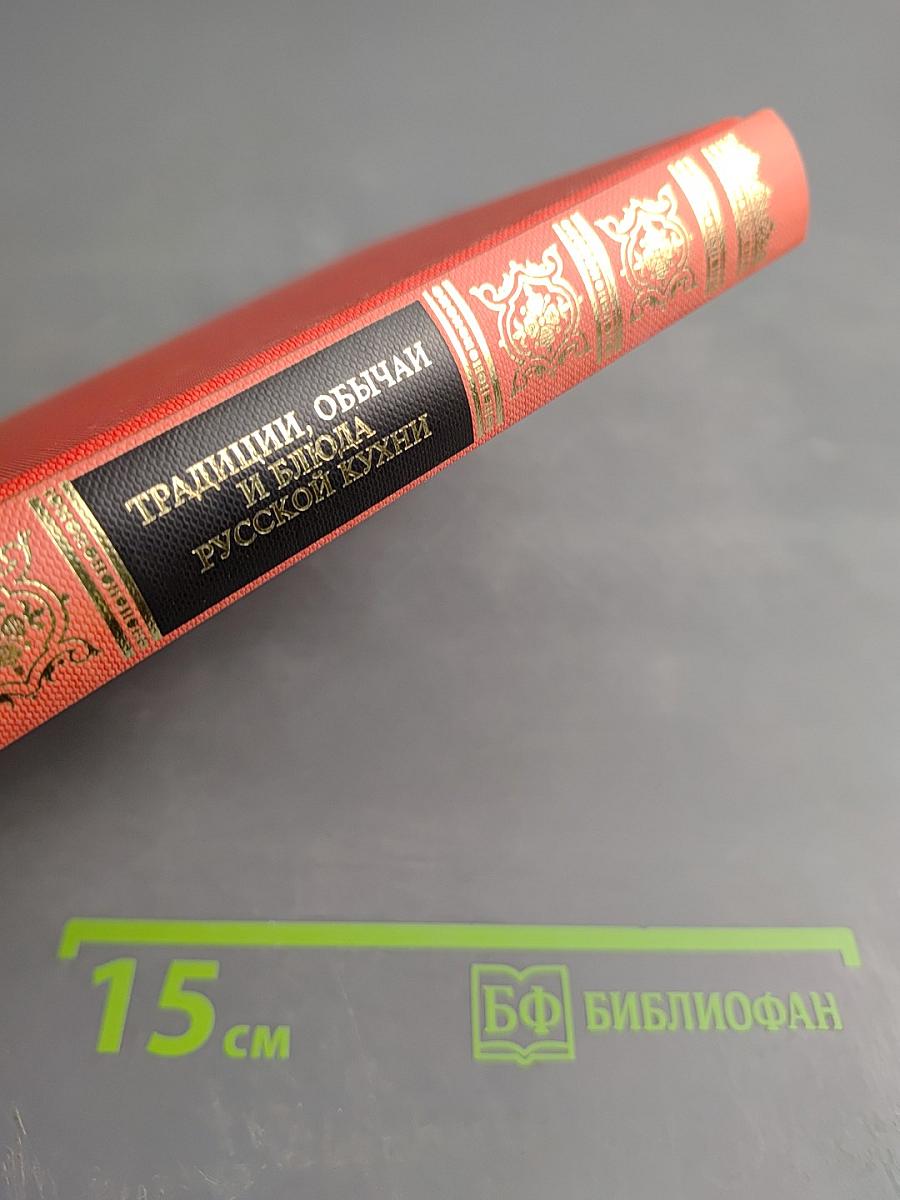 ТРАДИЦИИ, ОБЫЧАИ
И БЛЮДА
РУССКОЙ КУХНИ
15 см
БФ БИБЛИОФАН